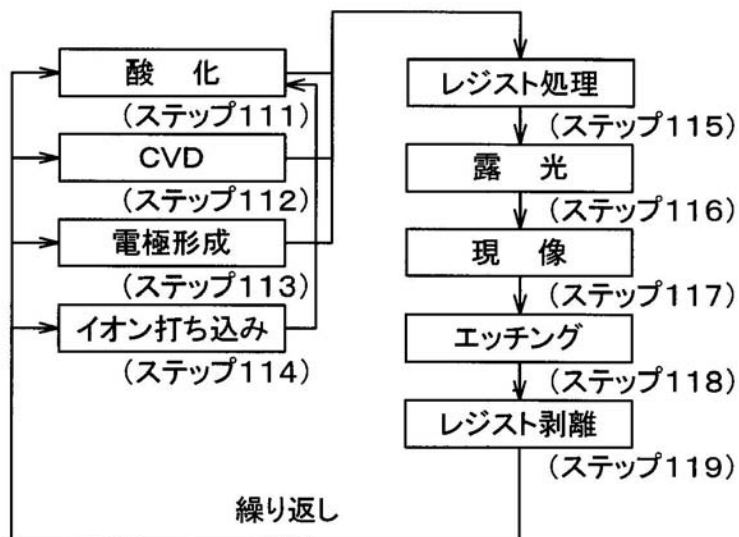 酸 化
(ステップ111)
CVD
(ステップ112)
電極形成
(ステップ113)
イオン打ち込み
(ステップ114)
レジスト処理
(ステップ115)
露 光
(ステップ116)
現 像
(ステップ117)
エッチング
(ステップ118)
レジスト剥離
(ステップ119)
繰り返し